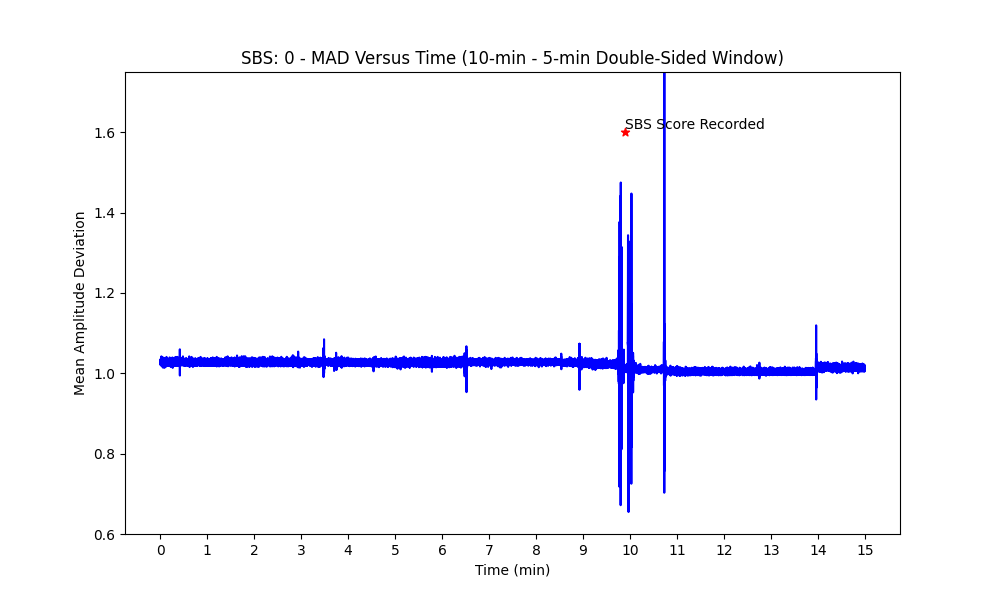 SBS: 0 - MAD Versus Time (10-min - 5-min Double-Sided Window)
SBS Score Recorded
Mean Amplitude Deviation
1.6
1.4
1.2
1.0
0.8
0.6
0 1 2 3 4 5 6 7 8 9 10 11 12 13 14 15
Time (min)